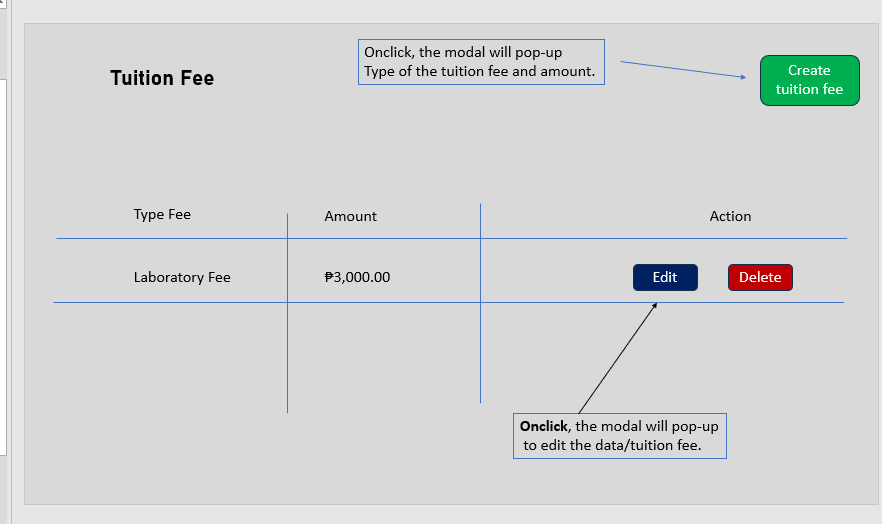 Onclick, the modal will pop-up
Type of the tuition fee and amount.
Tuition Fee
Create
tuition fee
Type Fee
Amount
Action
Laboratory Fee
₱3,000.00
Edit
Delete
Onclick, the modal will pop-up
to edit the data/tuition fee.